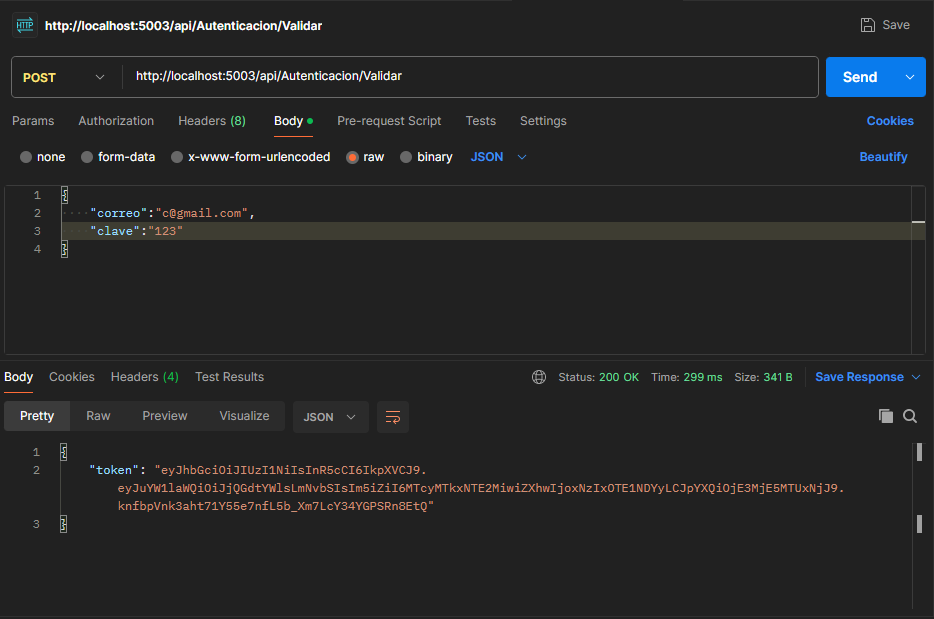 HTTP http://localhost:5003/api/Autenticacion/Validar Save
POST http://localhost:5003/api/Autenticacion/Validar Send
Params Authorization Headers (8) Body Pre-request Script Tests Settings Cookies
none form-data x-www-form-urlencoded raw binary JSON Beautify
1 {
2 "correo":"c@gmail.com",
3 "clave":"123"
4 }
Body Cookies Headers (4) Test Results Status: 200 OK Time: 299 ms Size: 341 B Save Response
Pretty Raw Preview Visualize JSON
1 {
2 "token": "eyJhbGciOiJIUzI1NiIsInR5cCI6IkpXVCJ9.
eyJuYW1laWQiOiJjQGdtYWlsLmNvbSIsIm5iZiI6MTcyMTkxNTE2MiwiZXhwIjoxNzIxOTE1NDYyLCJpYXQiOjE3MjE5MTUxNjJ9.
knfbpVnk3aht71Y55e7nfL5b_Xm7LcY34YGPSRn8EtQ"
3 }